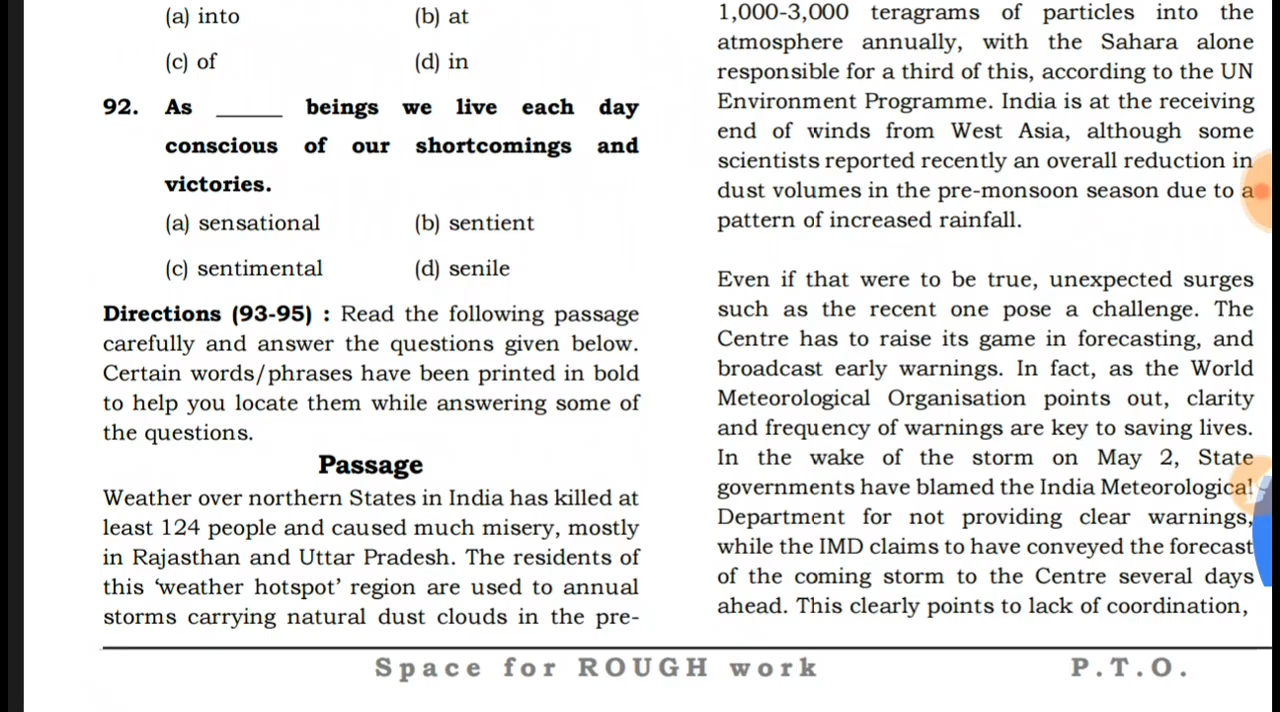 (a) into (b) at
(c) of (d) in
92. As ______ beings we live each day
conscious of our shortcomings and
victories.
(a) sensational (b) sentient
(c) sentimental (d) senile
Directions (93-95) : Read the following passage
carefully and answer the questions given below.
Certain words/phrases have been printed in bold
to help you locate them while answering some of
the questions.
Passage
Weather over northern States in India has killed at
least 124 people and caused much misery, mostly
in Rajasthan and Uttar Pradesh. The residents of
this ‘weather hotspot’ region are used to annual
storms carrying natural dust clouds in the pre-
1,000-3,000 teragrams of particles into the
atmosphere annually, with the Sahara alone
responsible for a third of this, according to the UN
Environment Programme. India is at the receiving
end of winds from West Asia, although some
scientists reported recently an overall reduction in
dust volumes in the pre-monsoon season due to a
pattern of increased rainfall.
Even if that were to be true, unexpected surges
such as the recent one pose a challenge. The
Centre has to raise its game in forecasting, and
broadcast early warnings. In fact, as the World
Meteorological Organisation points out, clarity
and frequency of warnings are key to saving lives.
In the wake of the storm on May 2, State
governments have blamed the India Meteorological
Department for not providing clear warnings,
while the IMD claims to have conveyed the forecast
of the coming storm to the Centre several days
ahead. This clearly points to lack of coordination,
Space for ROUGH work P.T.O.